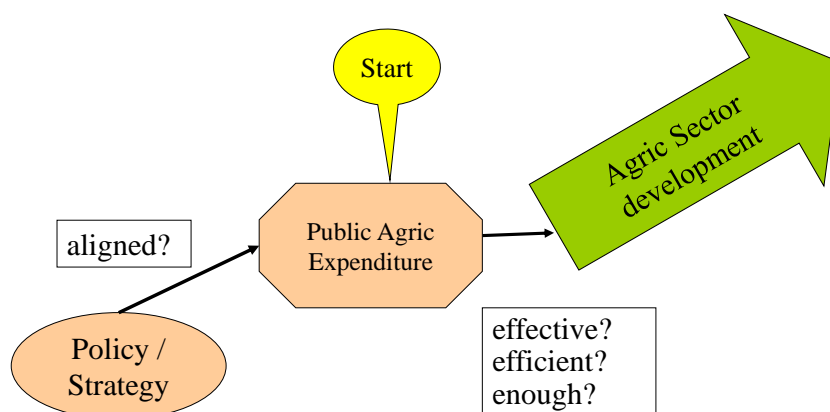 Start
Agric Sector
development
aligned?
Public Agric
Expenditure
Policy /
Strategy
effective?
efficient?
enough?